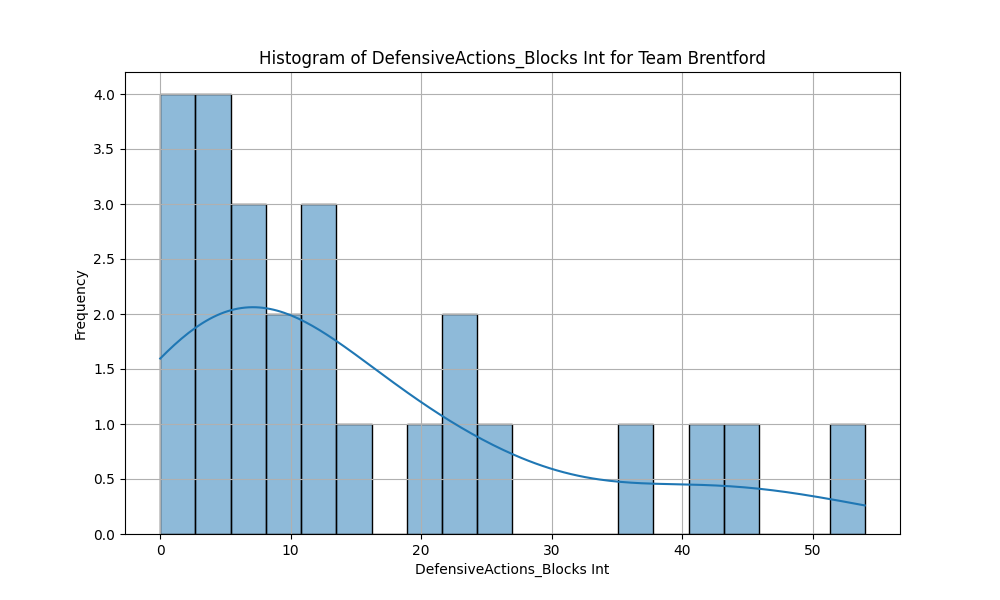 Histogram of DefensiveActions_Blocks Int for Team Brentford
4.0
3.5
3.0
2.5
2.0
1.5
1.0
0.5
0.0
Frequency
0 10 20 30 40 50
DefensiveActions_Blocks Int